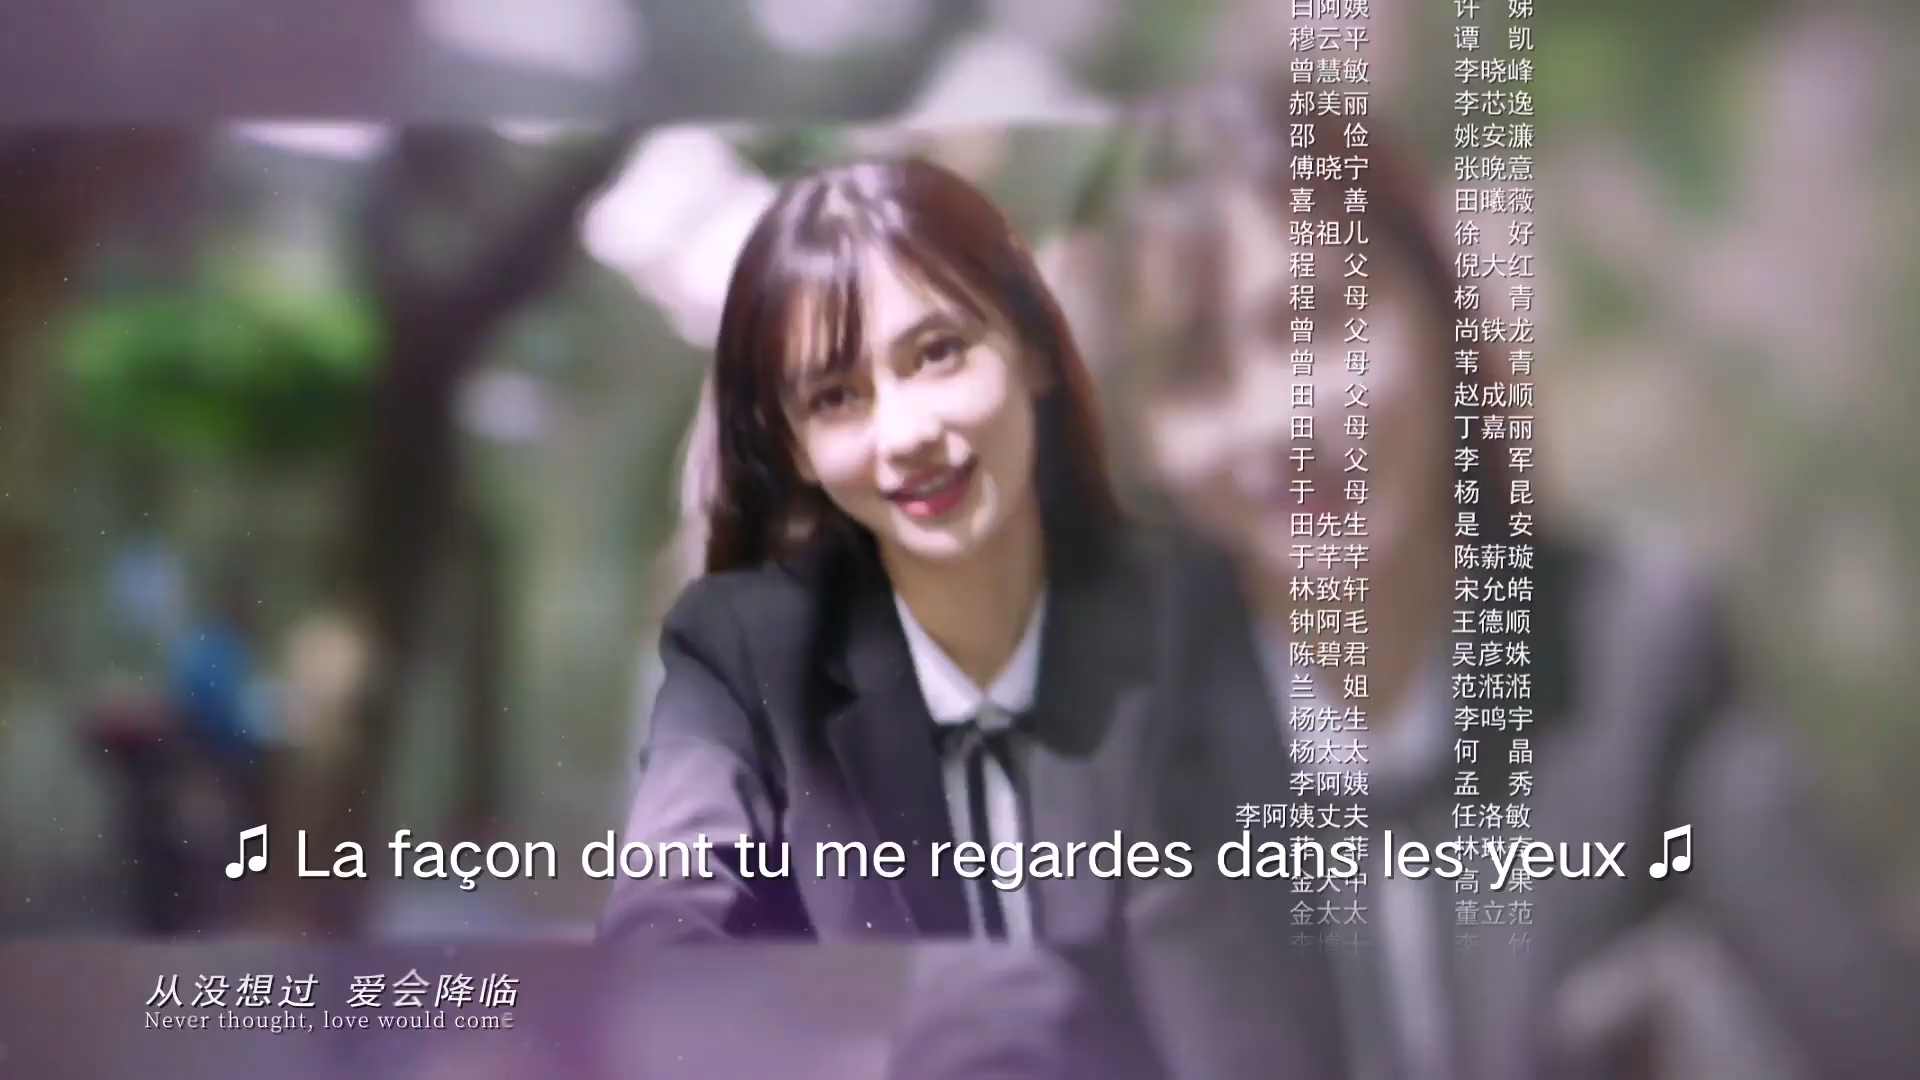 白阿姨 许 娣
穆云平 谭 凯
曾慧敏 李晓峰
郝美丽 李芯逸
邵 俭 姚安濂
傅晓宁 张晚意
喜 善 田曦薇
骆祖儿 徐 好
程 父 倪大红
程 母 杨 青
曾 父 尚铁龙
曾 母 苇 青
田 父 赵成顺
田 母 丁嘉丽
于 父 李 军
于 母 杨 昆
田先生 是 安
于芊芊 陈薪璇
林致轩 宋允皓
钟阿毛 王德顺
陈碧君 吴彦姝
兰 姐 范湉湉
杨先生 李鸣宇
杨太太 何 晶
李阿姨 孟 秀
李阿姨丈夫 任洛敏
♫ La façon dont tu me regardes dans les yeux ♫
高 果
金太太 董立范
从没想过 爱会降临
Never thought, love would come